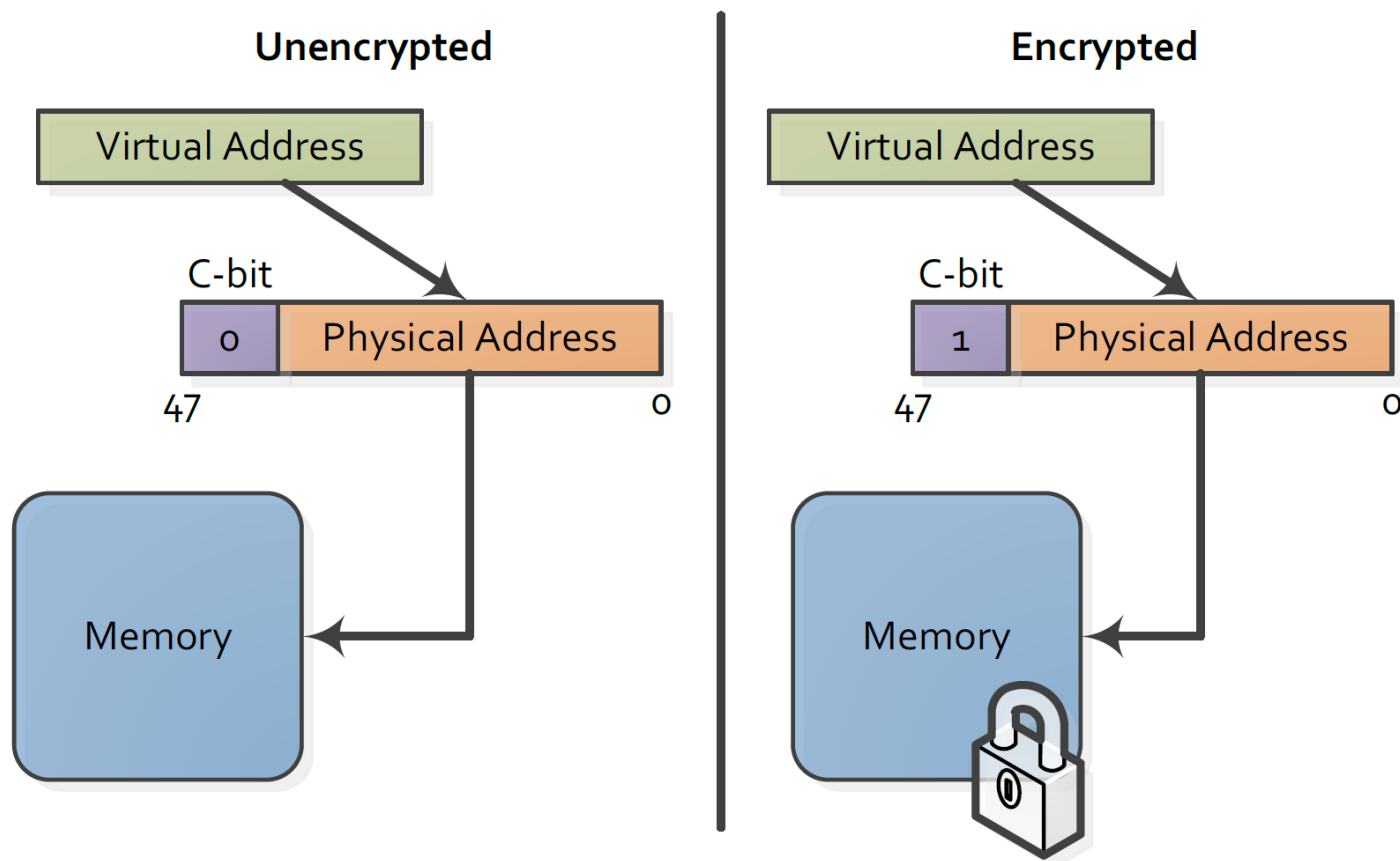 Unencrypted
Virtual Address
C-bit
0 Physical Address
47 0
Memory
Encrypted
Virtual Address
C-bit
1 Physical Address
47 0
Memory